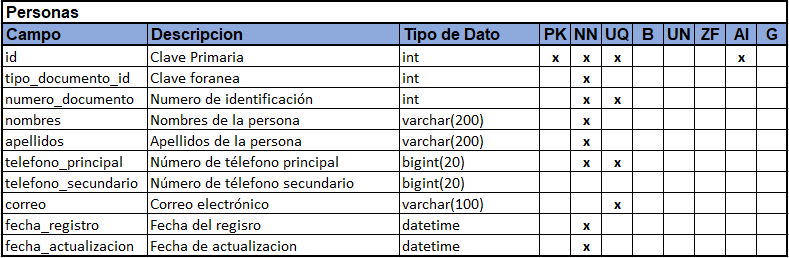 Personas
Campo Descripcion Tipo de Dato PK NN UQ B UN ZF AI G
id Clave Primaria int x x x x
tipo_documento_id Clave foranea int x
numero_documento Numero de identificación int x x
nombres Nombres de la persona varchar(200) x
apellidos Apellidos de la persona varchar(200) x
telefono_principal Número de télefono principal bigint(20) x x
telefono_secundario Número de télefono secundario bigint(20)
correo Correo electrónico varchar(100) x
fecha_registro Fecha del regisro datetime x
fecha_actualizacion Fecha de actualizacion datetime x